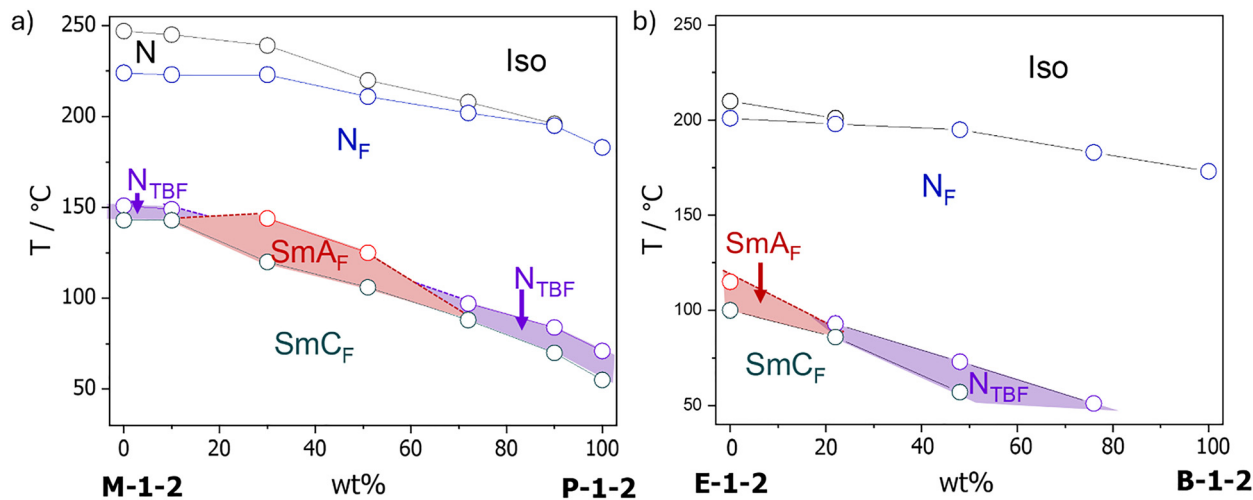 a)
250
200
150
100
50
T / °C
N
Iso
N_F
N_TBF
SmA_F
N_TBF
SmC_F
0 20 40 60 80 100
M-1-2 wt% P-1-2
b)
250
200
150
100
50
T / °C
Iso
N_F
SmA_F
SmC_F
N_TBF
0 20 40 60 80 100
E-1-2 wt% B-1-2